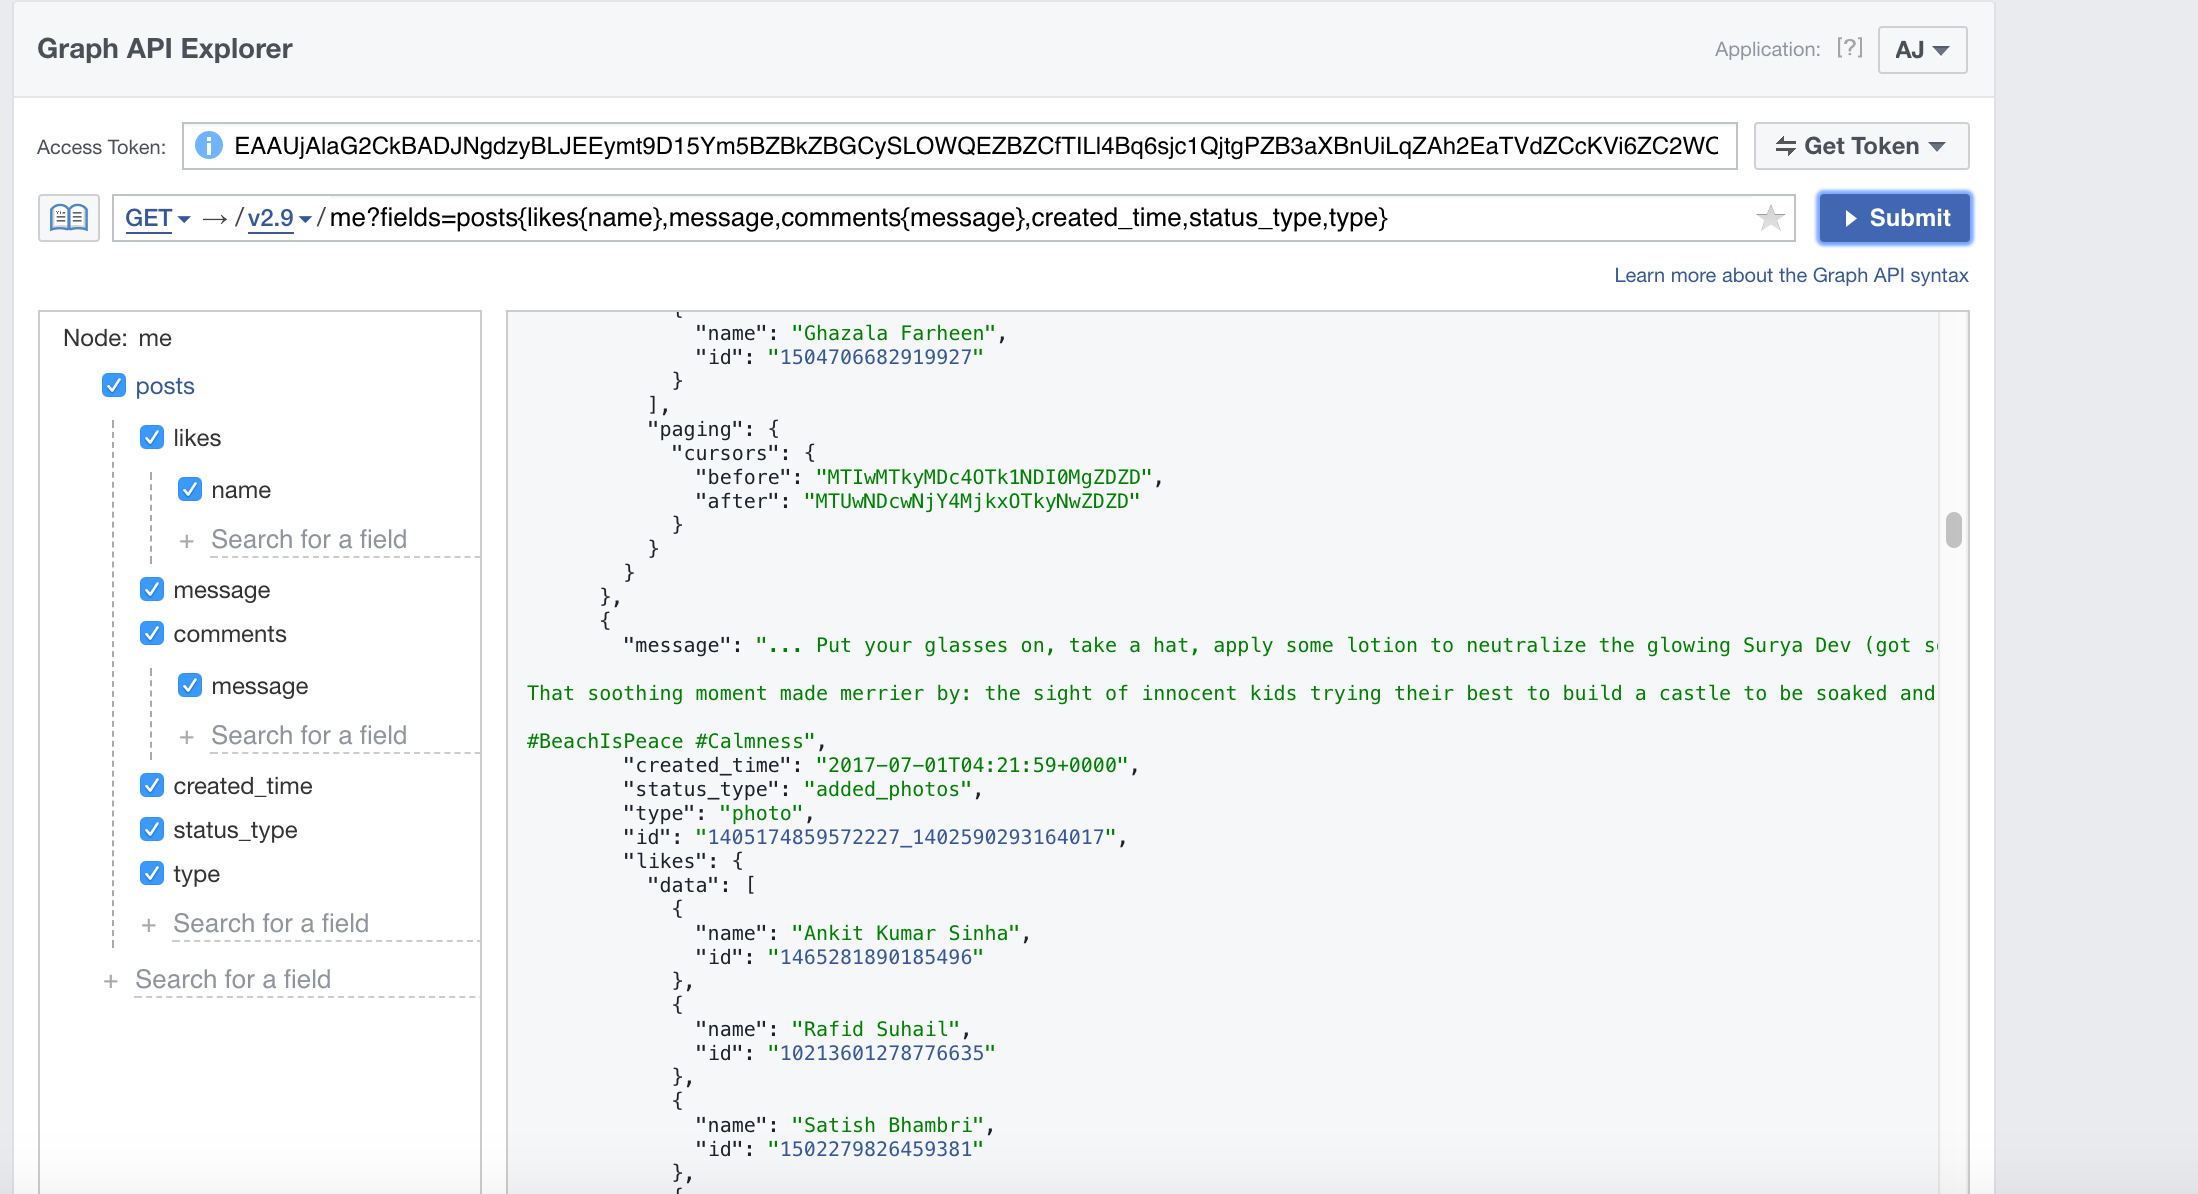 Graph API Explorer
Application: [?] AJ
Access Token: EAAUjAIaG2CkBADJNgdzyBLJEEymt9D15Ym5BZBkZBGCySLOWQEZBZCfTILl4Bq6sjc1QjtgPZB3aXBnUiLqZAh2EaTVdZCcKVi6ZC2WC Get Token
GET → / v2.9 / me?fields=posts{likes{name},message,comments{message},created_time,status_type,type} Submit
Learn more about the Graph API syntax
Node: me
posts
likes
name
+ Search for a field
message
comments
message
+ Search for a field
created_time
status_type
type
+ Search for a field
+ Search for a field
{
"name": "Ghazala Farheen",
"id": "1504706682919927"
}
],
"paging": {
"cursors": {
"before": "MTIwMTkyMDc4OTk1NDI0MgZDZD",
"after": "MTUwNDcwNjY4MjkxOTkyNwZDZD"
}
}
}
},
{
"message": "... Put your glasses on, take a hat, apply some lotion to neutralize the glowing Surya Dev (got s
That soothing moment made merrier by: the sight of innocent kids trying their best to build a castle to be soaked and
#BeachIsPeace #Calmness",
"created_time": "2017-07-01T04:21:59+0000",
"status_type": "added_photos",
"type": "photo",
"id": "1405174859572227_1402590293164017",
"likes": {
"data": [
{
"name": "Ankit Kumar Sinha",
"id": "1465281890185496"
},
{
"name": "Rafid Suhail",
"id": "10213601278776635"
},
{
"name": "Satish Bhambri",
"id": "1502279826459381"
},
{